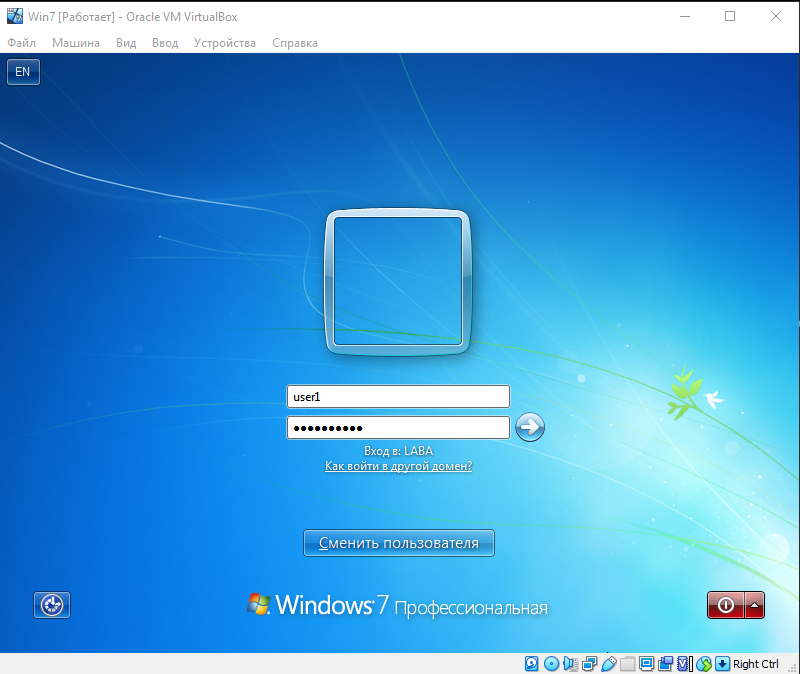 Win7 [Работает] - Oracle VM VirtualBox
Файл Машина Вид Ввод Устройства Справка
EN
user1
••••••••••
Вход в: LABA
Как войти в другой домен?
Сменить пользователя
Windows 7 Профессиональная
Right Ctrl